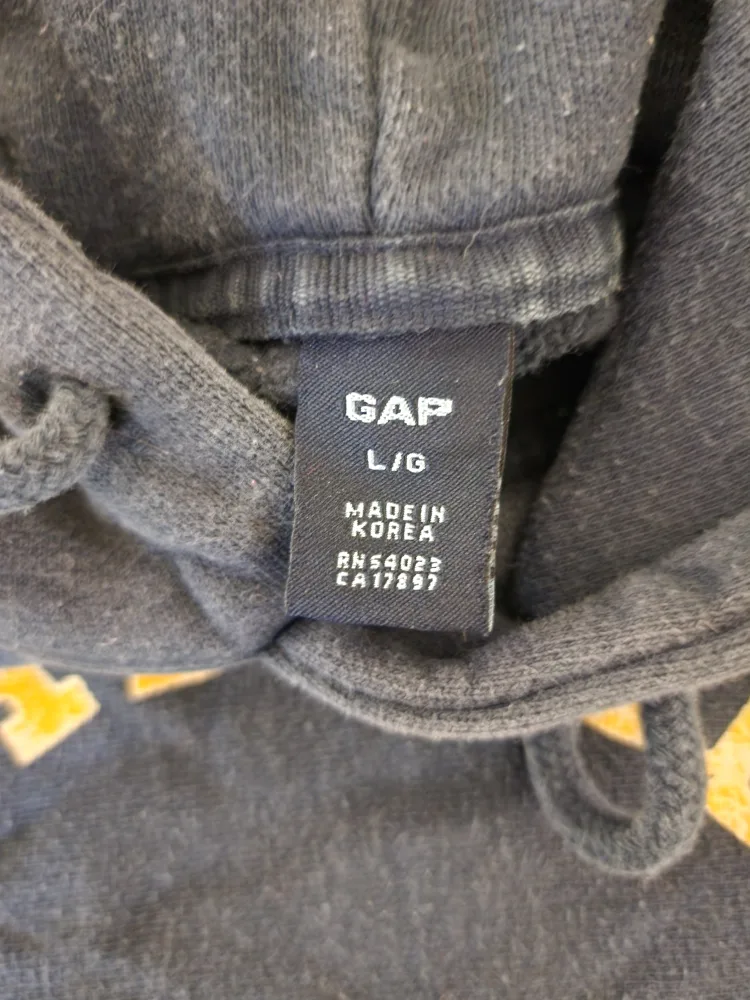 GAP
L/G
MADE IN
KOREA
RN54023
CA17897